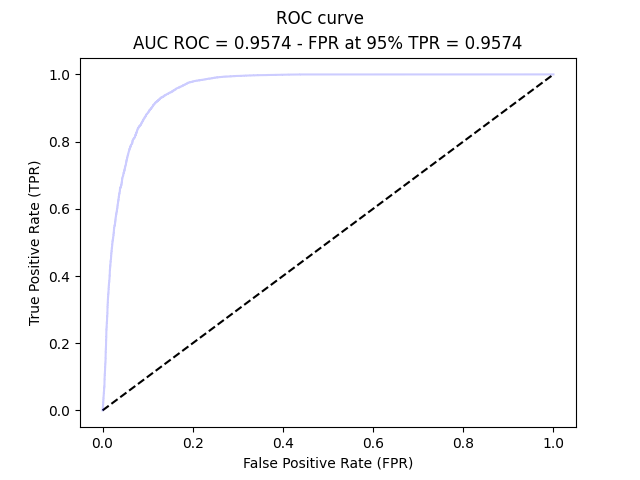 ROC curve
AUC ROC = 0.9574 - FPR at 95% TPR = 0.9574
True Positive Rate (TPR)
1.0
0.8
0.6
0.4
0.2
0.0
0.0 0.2 0.4 0.6 0.8 1.0
False Positive Rate (FPR)